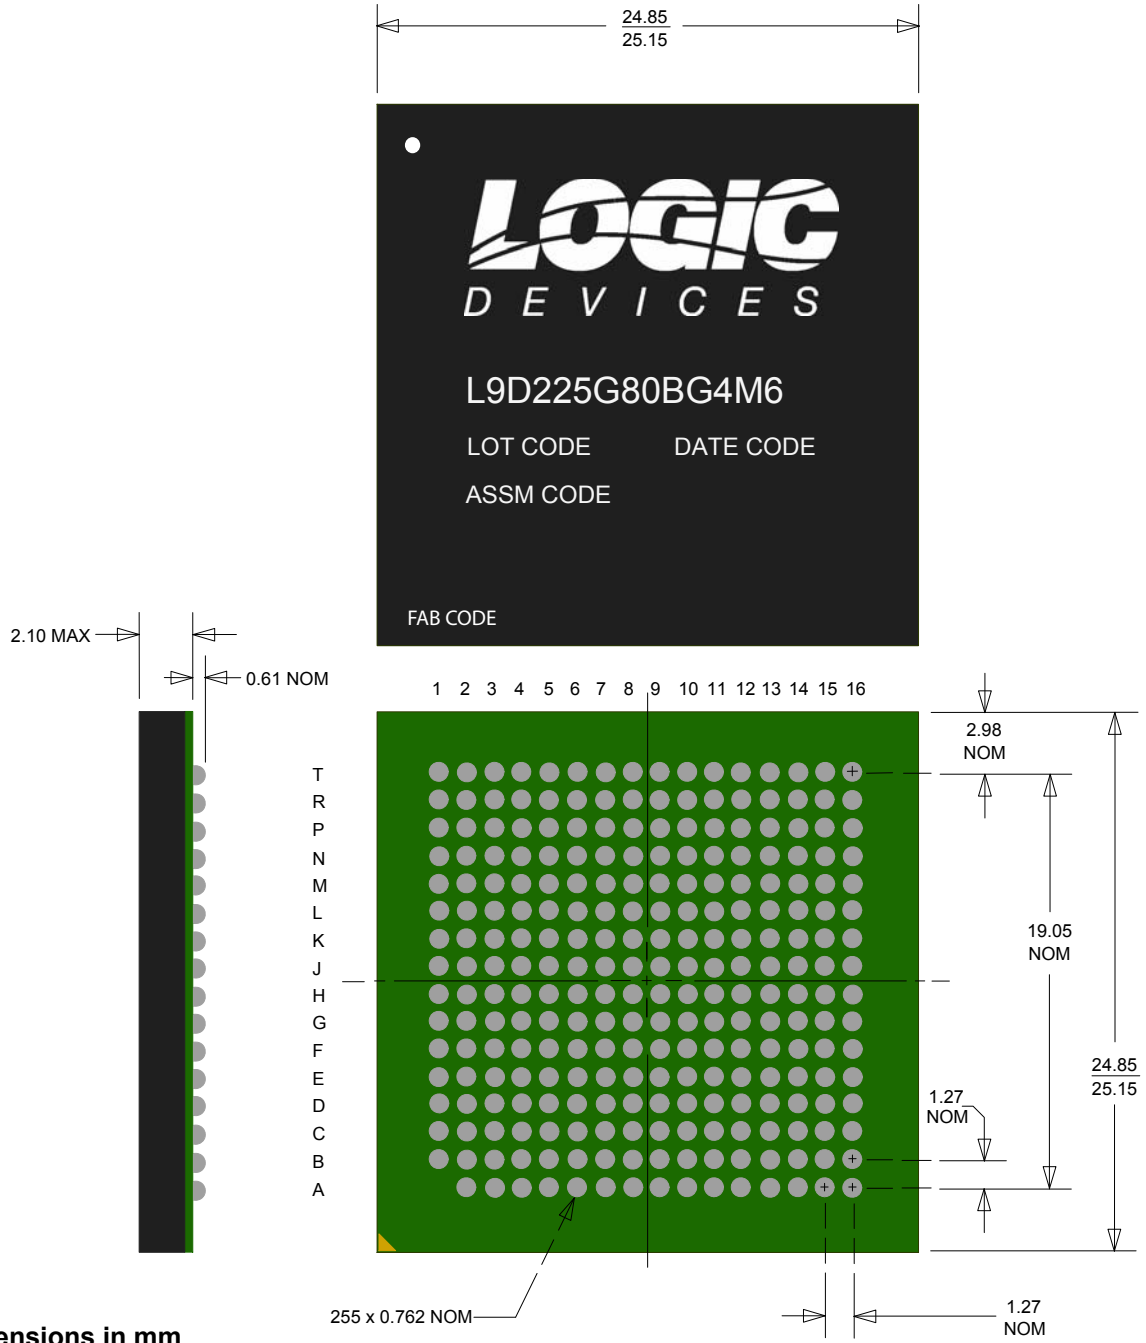 24.85
25.15
LOGIC
DEVICES
L9D225G80BG4M6
LOT CODE DATE CODE
ASSM CODE
FAB CODE
2.10 MAX
0.61 NOM
1 2 3 4 5 6 7 8 9 10 11 12 13 14 15 16
2.98
NOM
T
R
P
N
M
L
K
J
H
G
F
E
D
C
B
A
19.05
NOM
24.85
25.15
1.27
NOM
255 x 0.762 NOM
1.27
NOM
ensions in mm